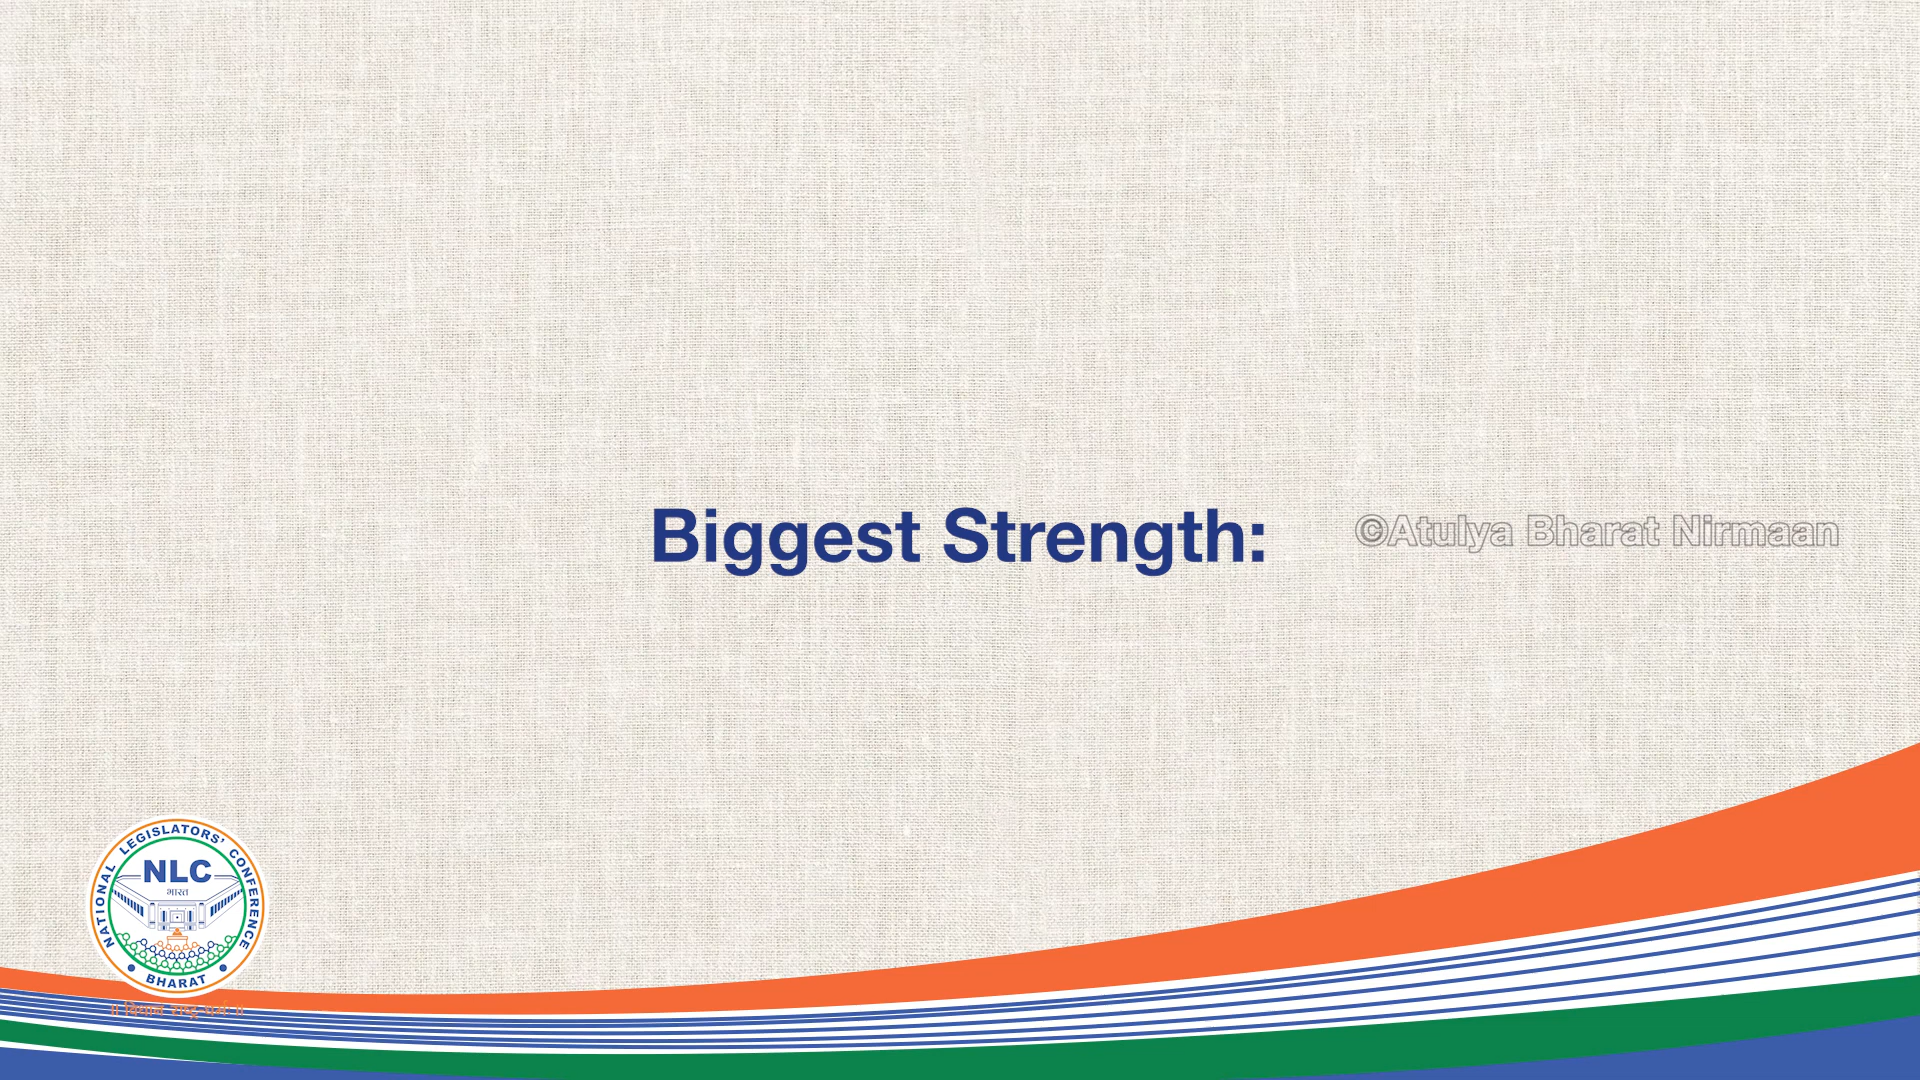 Biggest Strength:
©Atulya Bharat Nirmaan
NATIONAL LEGISLATORS' CONFERENCE
NLC
भारत
BHARAT